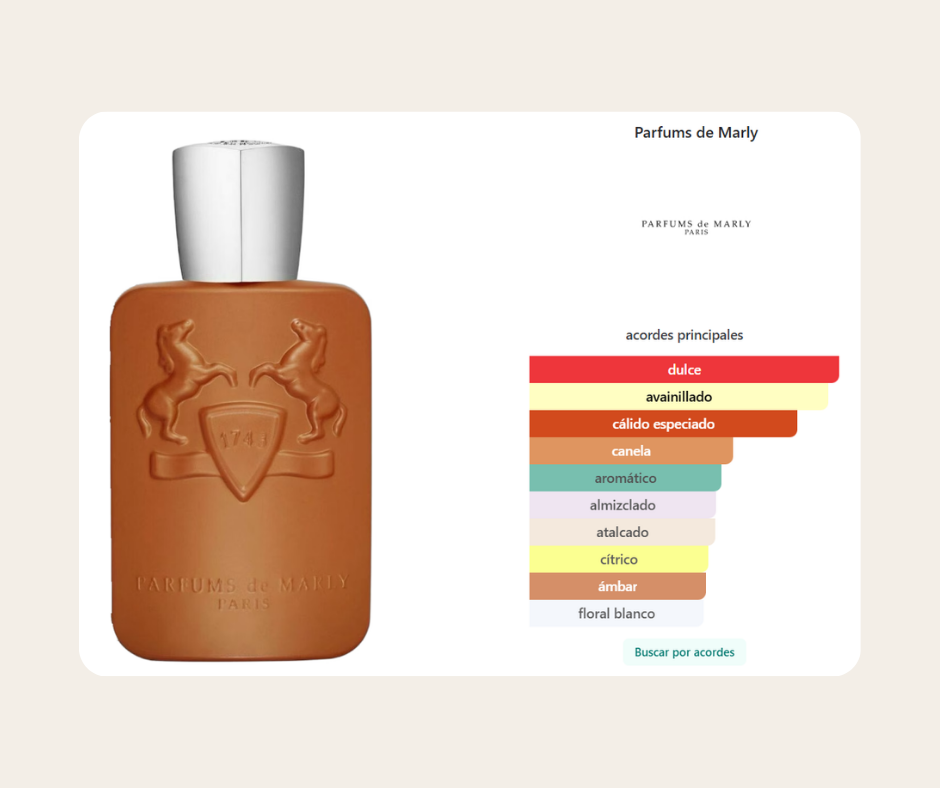 Parfums de Marly
PARFUMS de MARLY
PARIS
acordes principales
dulce
avainillado
cálido especiado
canela
aromático
almizclado
atalcado
cítrico
ámbar
floral blanco
Buscar por acordes
1743
PARFUMS de MARLY
PARIS